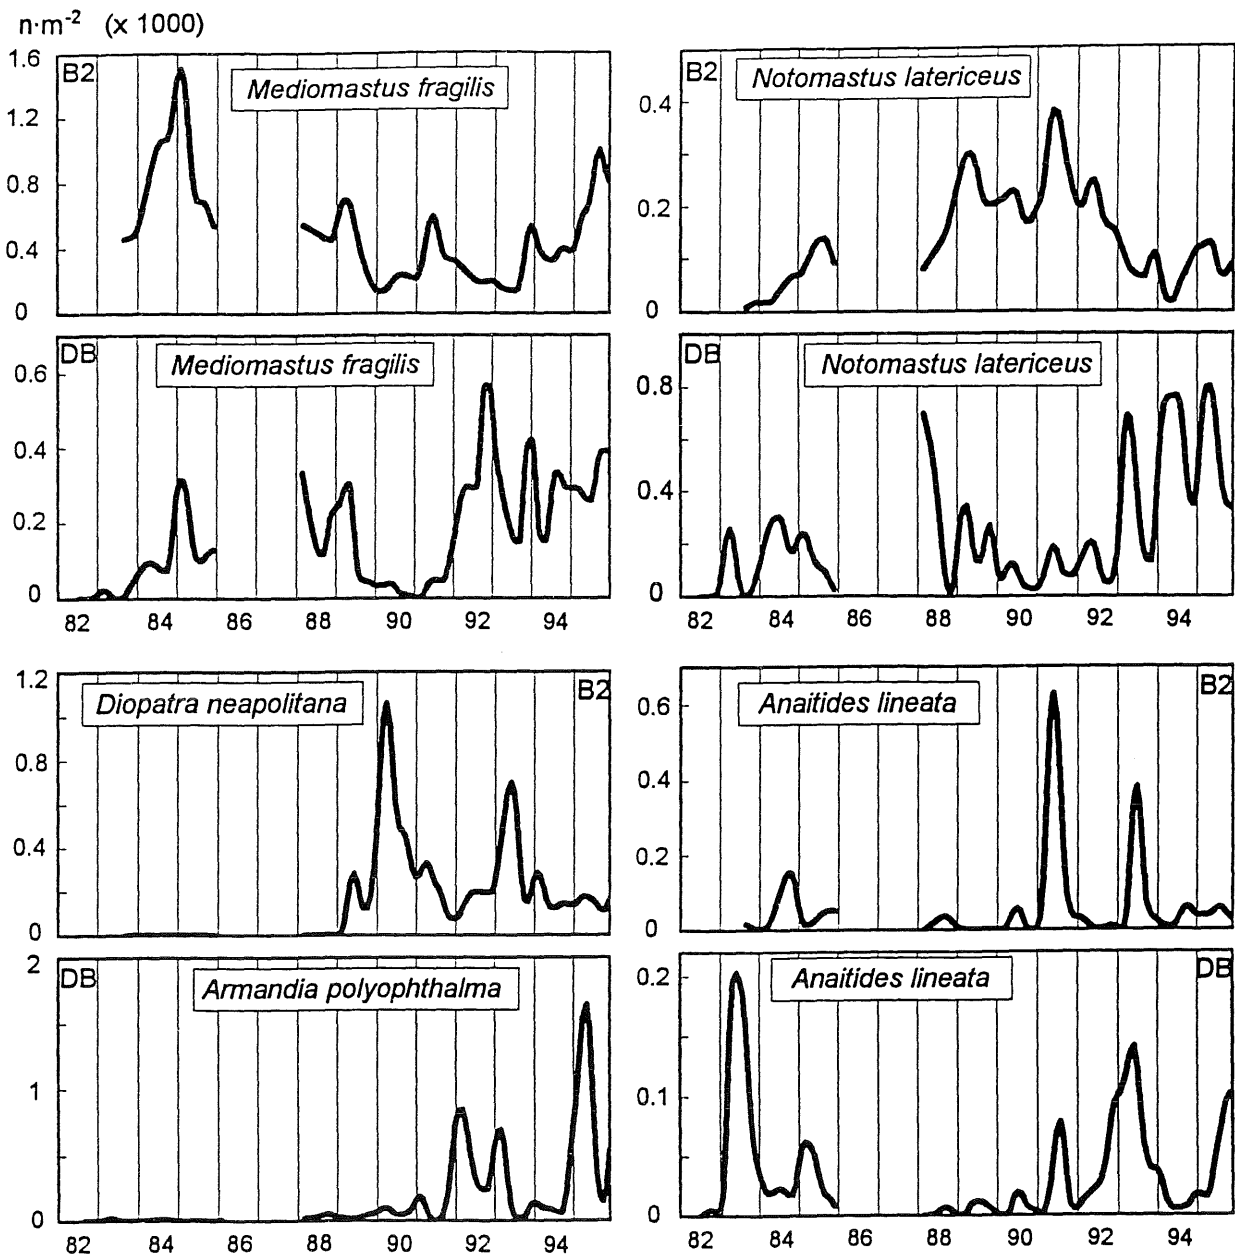 n·m⁻² (x 1000)
B2 Mediomastus fragilis
1.6
1.2
0.8
0.4
0
B2 Notomastus latericeus
0.4
0.2
0
DB Mediomastus fragilis
0.6
0.4
0.2
0
82 84 86 88 90 92 94
DB Notomastus latericeus
0.8
0.4
0
82 84 86 88 90 92 94
Diopatra neapolitana B2
1.2
0.8
0.4
0
Anaitides lineata B2
0.6
0.4
0.2
0
DB Armandia polyophthalma
2
1
0
82 84 86 88 90 92 94
Anaitides lineata DB
0.2
0.1
0
82 84 86 88 90 92 94